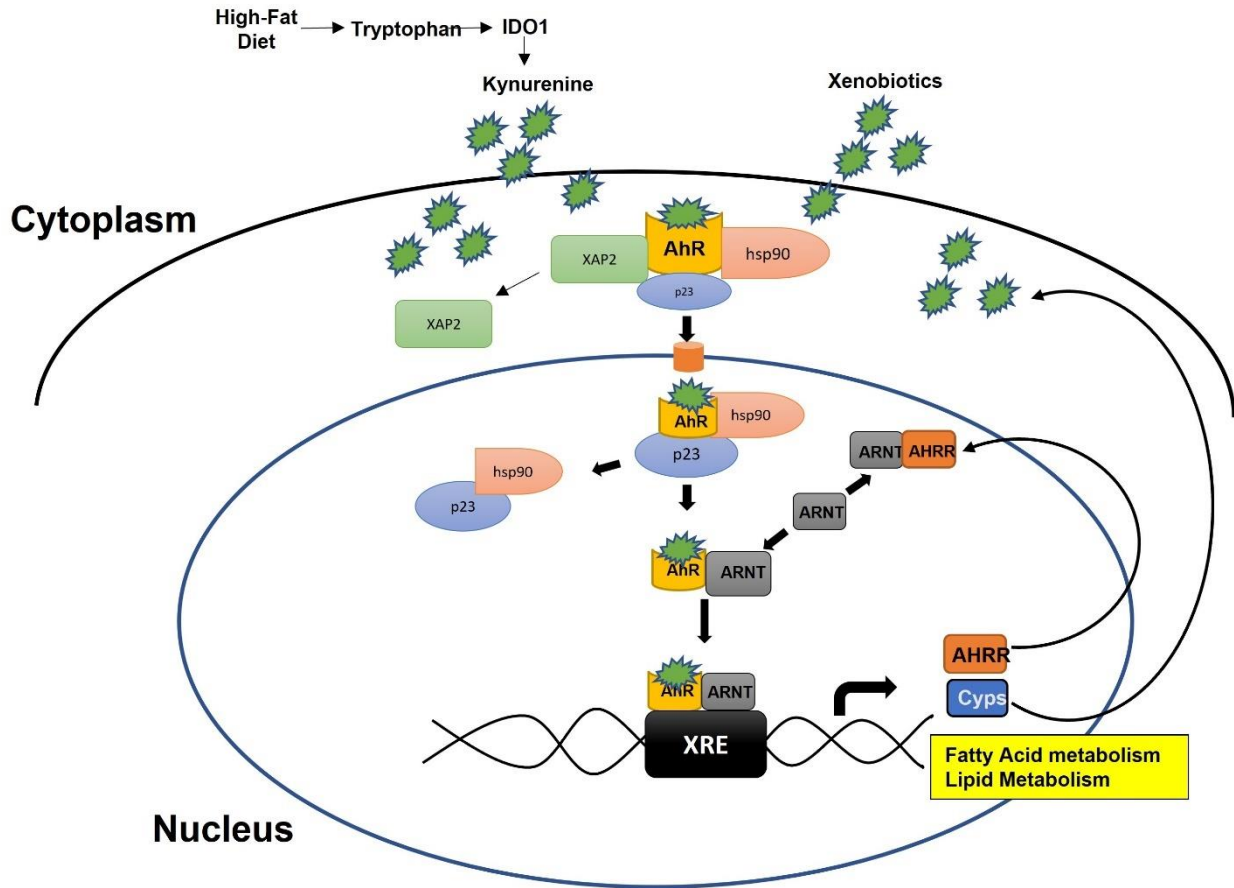 High-Fat
Diet
Tryptophan
IDO1
Kynurenine
Xenobiotics
Cytoplasm
AhR
XAP2
hsp90
p23
XAP2
AhR
hsp90
p23
hsp90
p23
ARNT
AHRR
ARNT
AhR
ARNT
AhR
ARNT
XRE
AHRR
Cyps
Fatty Acid metabolism
Lipid Metabolism
Nucleus